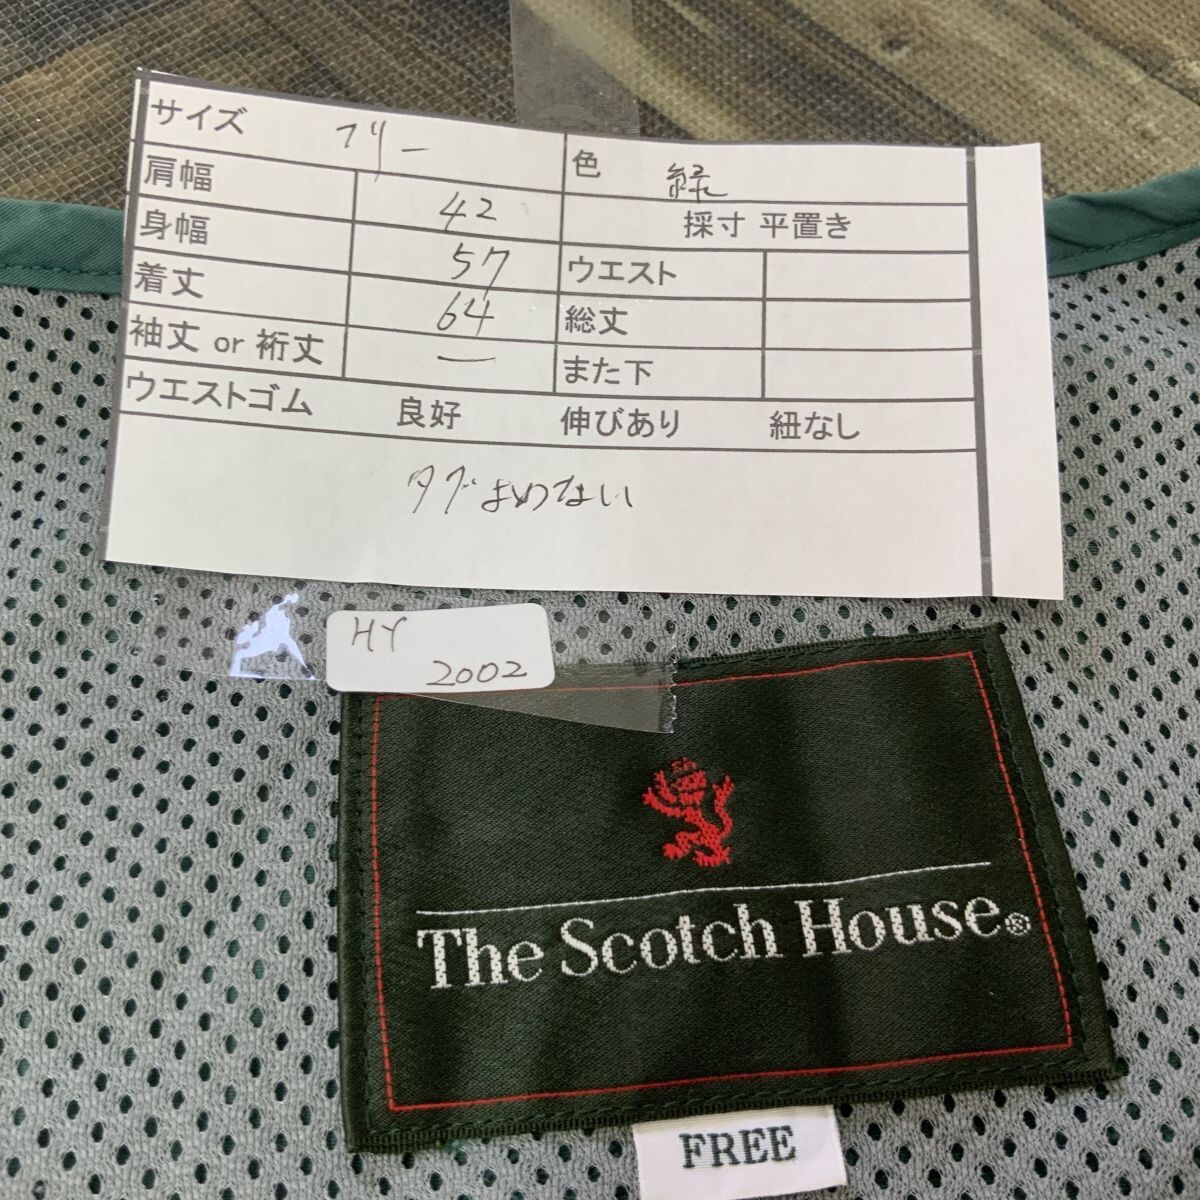 サイズ フリー 色 緑
肩幅 42 採寸 平置き
身幅 57 ウエスト
着丈 64 総丈
袖丈 or 裄丈 ー また下
ウエストゴム 良好 伸びあり 紐なし
タグよめない
HY
2002
The Scotch House®
FREE